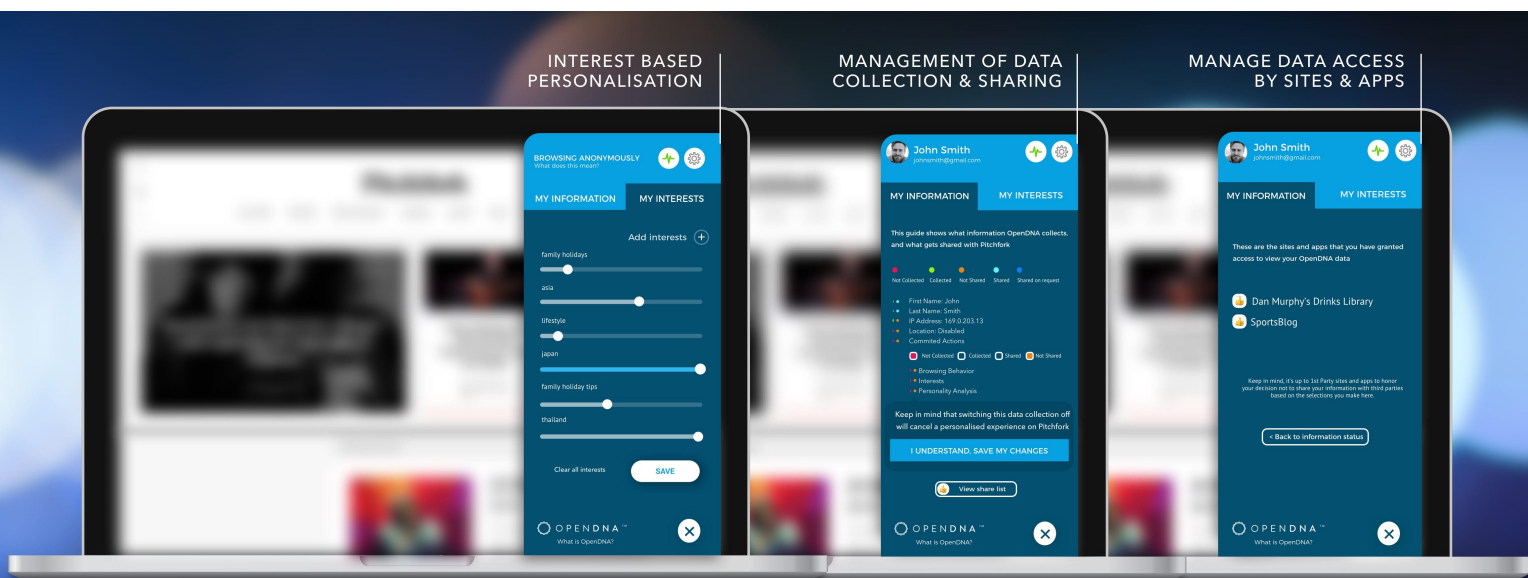 INTEREST BASED
PERSONALISATION
BROWSING ANONYMOUSLY
What does this mean?
MY INFORMATION
MY INTERESTS
Add interests
family holidays
asia
lifestyle
japan
family holiday tips
thailand
Clear all interests
SAVE
OPENDNA™
What is OpenDNA?
MANAGEMENT OF DATA
COLLECTION & SHARING
John Smith
johnsmith@gmail.com
MY INFORMATION
MY INTERESTS
This guide shows what information OpenDNA collects,
and what gets shared with Pitchfork
Not Collected Collected Not Shared Shared Shared on request
First Name: John
Last Name: Smith
IP Address: 169.0.203.13
Location: Disabled
Commited Actions
Not Collected Collected Shared Not Shared
Browsing Behavior
Interests
Personality Analysis
Keep in mind that switching this data collection off
will cancel a personalised experience on Pitchfork
I UNDERSTAND, SAVE MY CHANGES
View share list
OPENDNA™
What is OpenDNA?
MANAGE DATA ACCESS
BY SITES & APPS
John Smith
johnsmith@gmail.com
MY INFORMATION
MY INTERESTS
These are the sites and apps that you have granted
access to view your OpenDNA data
Dan Murphy's Drinks Library
SportsBlog
Keep in mind, it's up to 1st Party sites and apps to honor
your decision not to share your information with third parties
based on the selections you make here.
< Back to information status
OPENDNA™
What is OpenDNA?